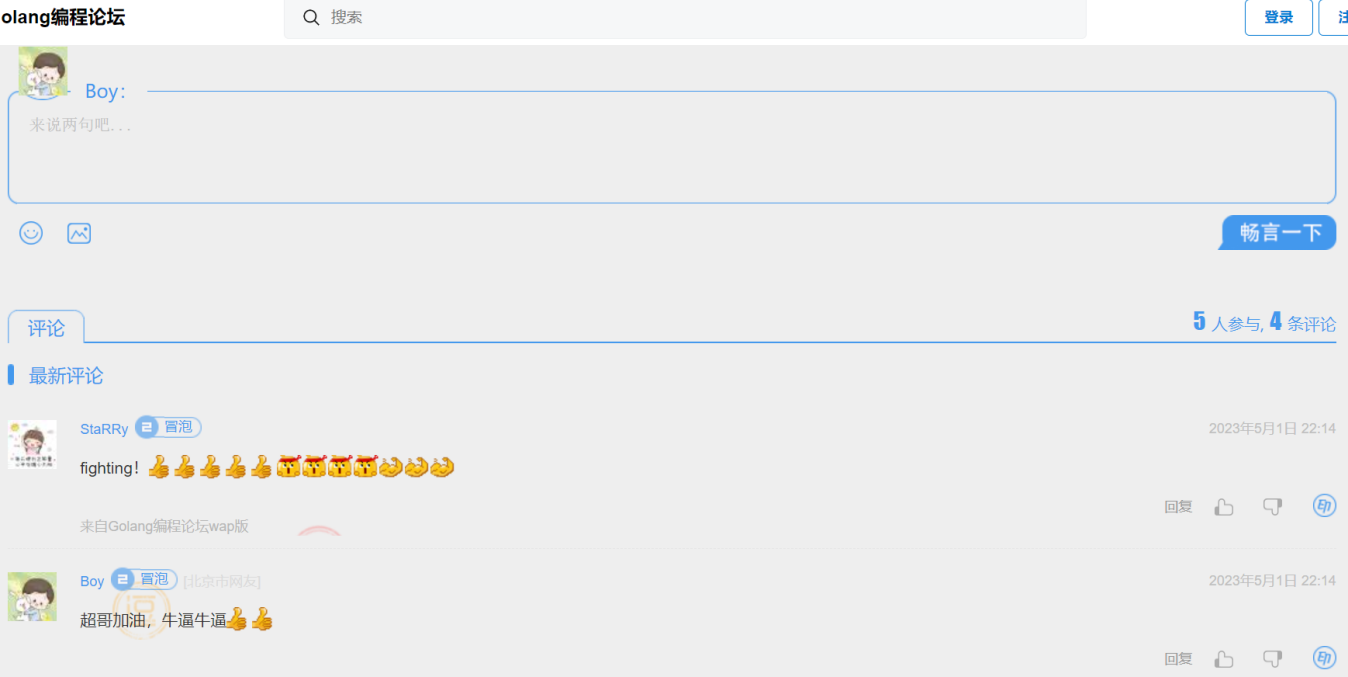 olang编程论坛
搜索
登录
注
Boy：
来说两句吧...
畅言一下
评论
5 人参与, 4 条评论
最新评论
StaRRy 2 冒泡
2023年5月1日 22:14
fighting！
回复
印
来自Golang编程论坛wap版
Boy 2 冒泡 [北京市网友]
2023年5月1日 22:14
逗
超哥加油，牛逼牛逼
回复
印